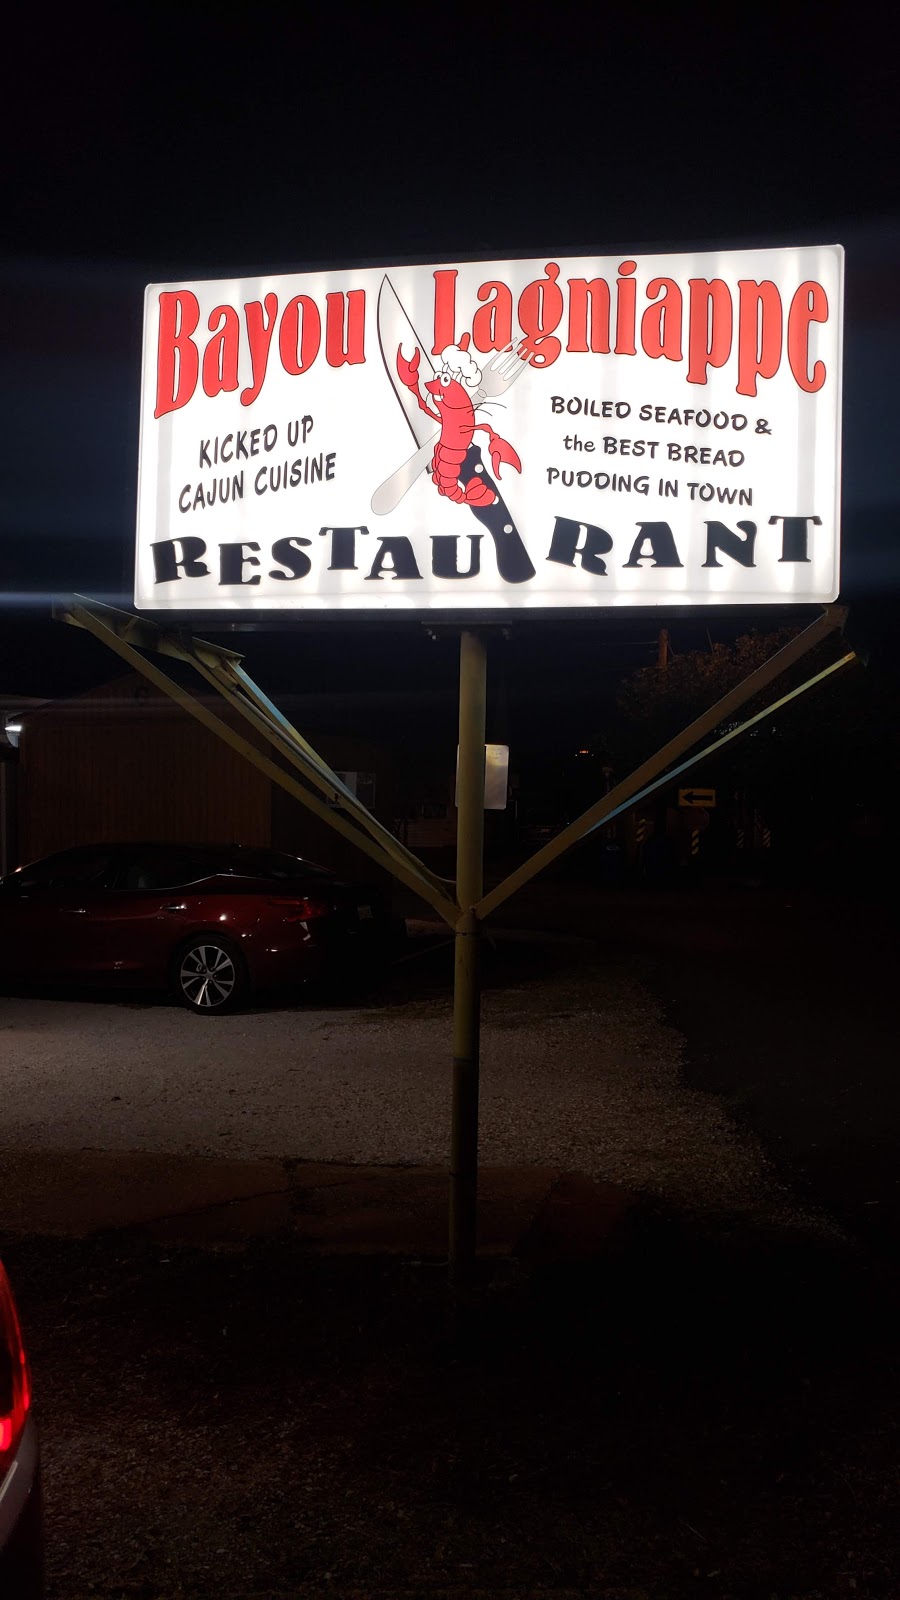 Bayou Lagniappe
KICKED UP
CAJUN CUISINE
BOILED SEAFOOD &
the BEST BREAD
PUDDING IN TOWN
RESTAURANT